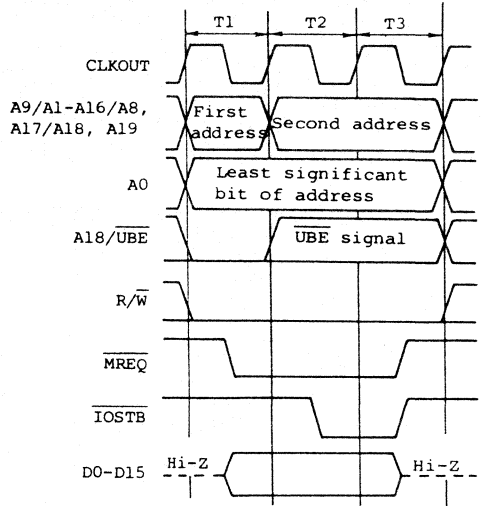 T1 T2 T3
CLKOUT
A9/A1-A16/A8,
A17/A18, A19
First
address
Second address
A0
Least significant
bit of address
A18/UBE
UBE signal
R/W
MREQ
IOSTB
D0-D15
Hi-Z
Hi-Z